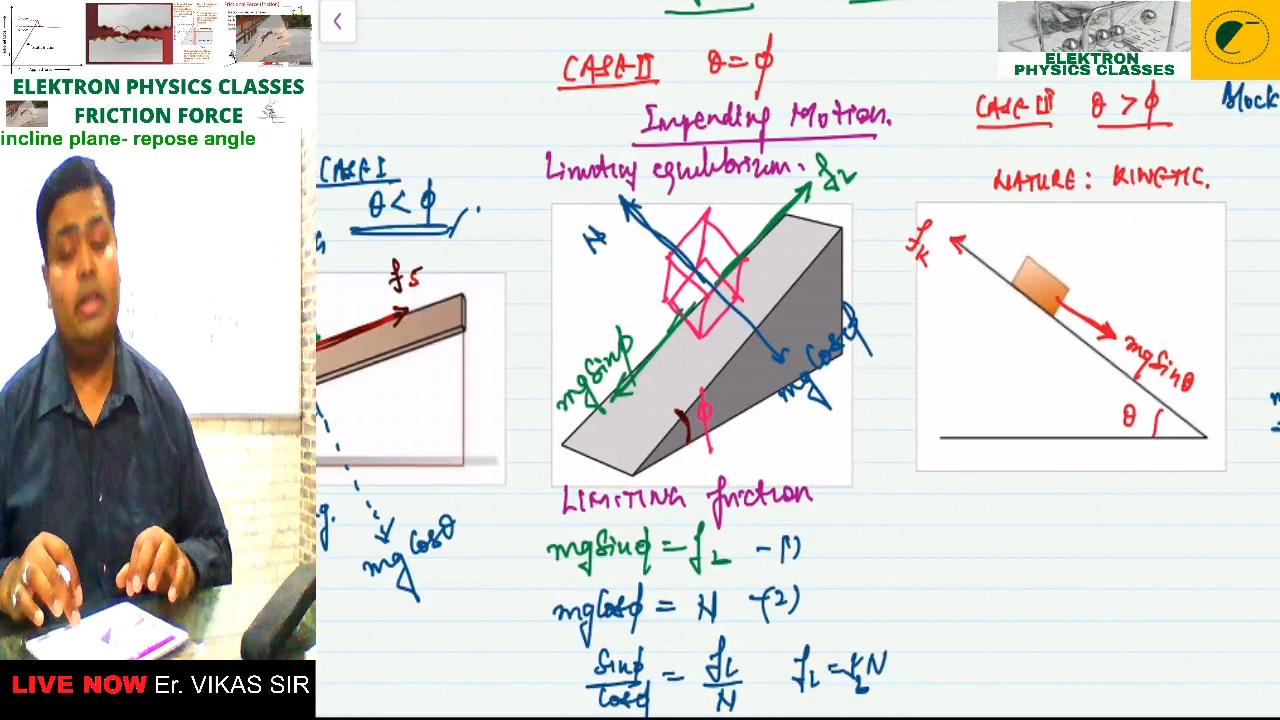 ELEKTRON PHYSICS CLASSES
FRICTION FORCE
incline plane- repose angle
CASE I
θ < ϕ
fs
mg cosθ
CASE II θ = ϕ
Impending Motion.
Limiting equilibrium.
fL
N
mg sinϕ
mg cosϕ
ϕ
LIMITING friction
mg sinϕ = fL - (1)
mg cosϕ = N - (2)
sinϕ / cosϕ = fL / N
ELEKTRON
PHYSICS CLASSES
CASE III θ > ϕ
Block
NATURE: KINETIC.
fK
mg sinθ
θ
LIVE NOW Er. VIKAS SIR